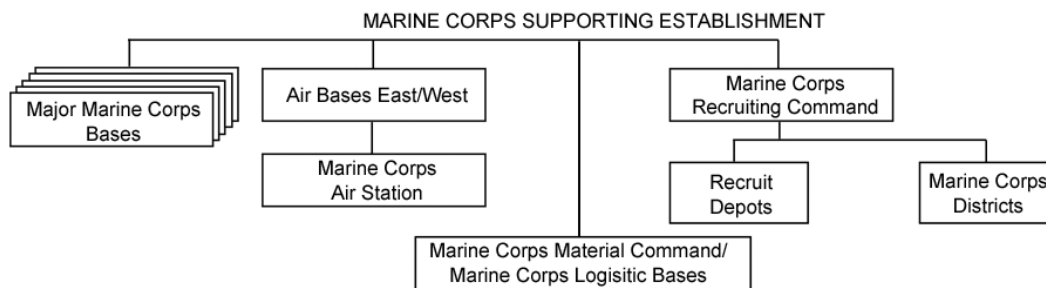 MARINE CORPS SUPPORTING ESTABLISHMENT
Major Marine Corps
Bases
Air Bases East/West
Marine Corps
Air Station
Marine Corps
Recruiting Command
Recruit
Depots
Marine Corps
Districts
Marine Corps Material Command/
Marine Corps Logisitic Bases